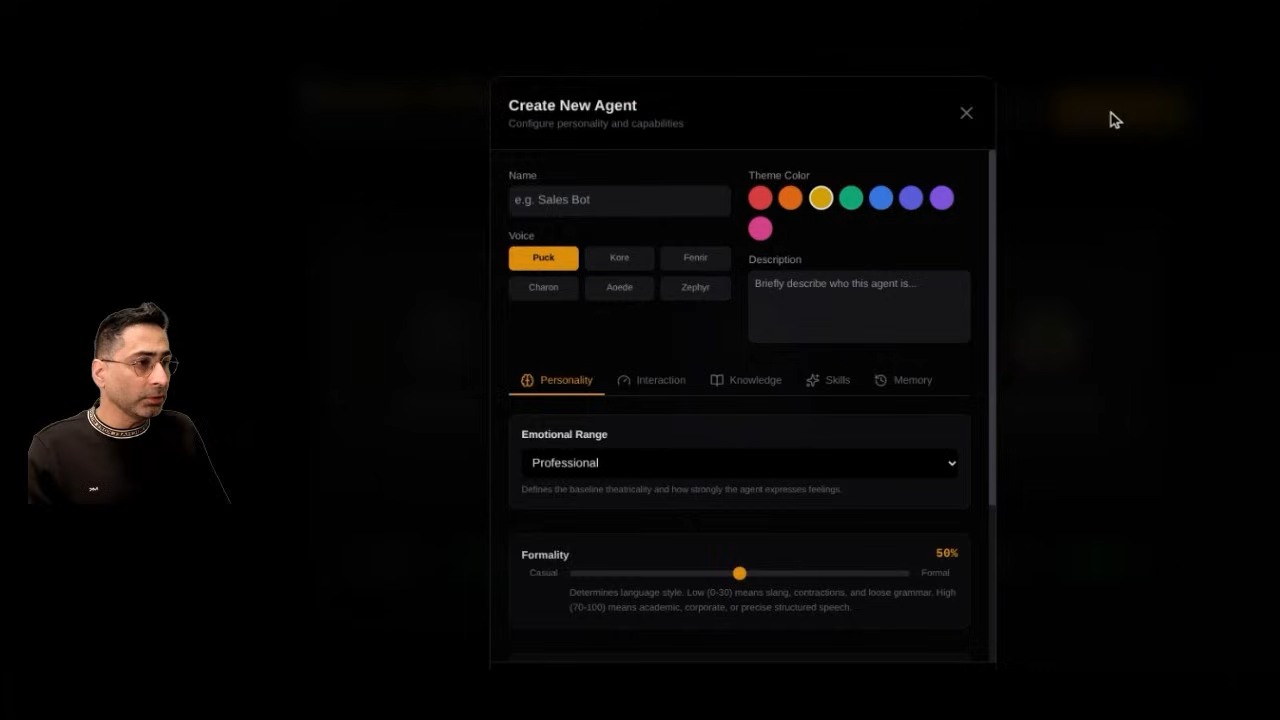 Create New Agent
Configure personality and capabilities
Name
e.g. Sales Bot
Voice
Puck
Kore
Fenrir
Charon
Aoede
Zephyr
Theme Color
Description
Briefly describe who this agent is...
Personality
Interaction
Knowledge
Skills
Memory
Emotional Range
Professional
Defines the baseline theatricality and how strongly the agent expresses feelings.
Formality
50%
Casual
Formal
Determines language style. Low (0-30) means slang, contractions, and loose grammar. High
(70-100) means academic, corporate, or precise structured speech.